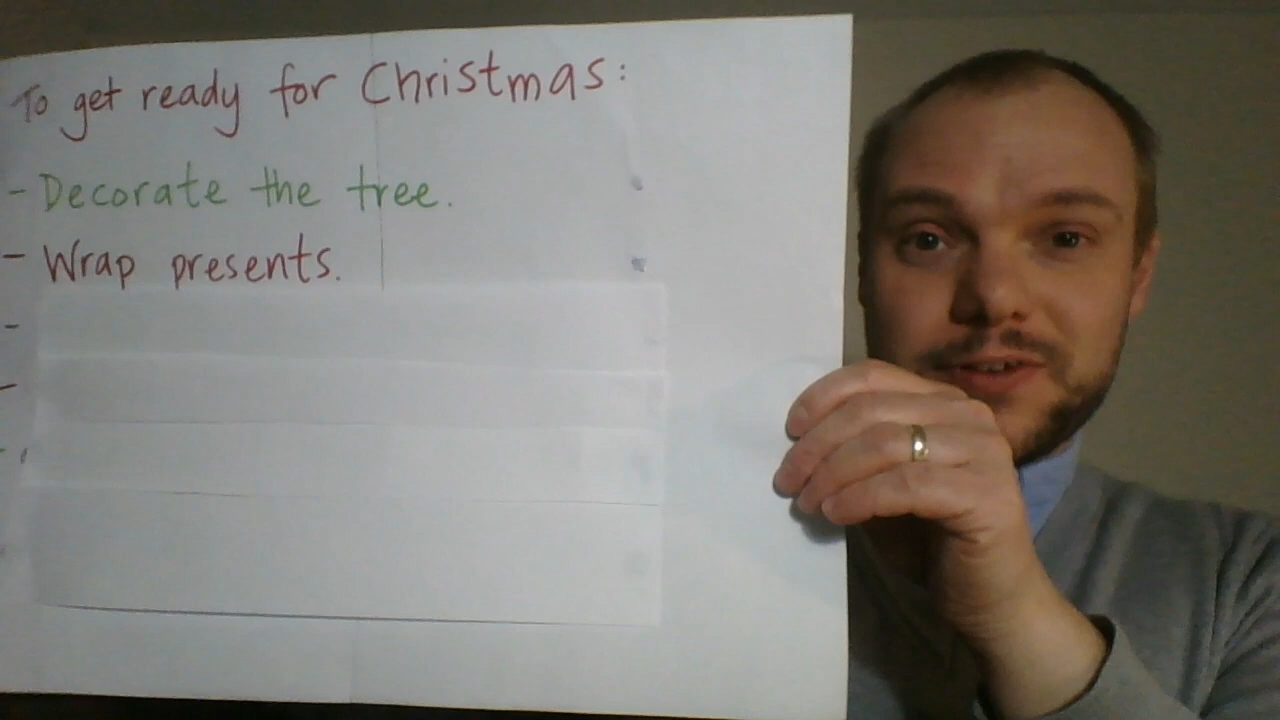 To get ready for Christmas:
- Decorate the tree.
- Wrap presents.
-
-
-
-